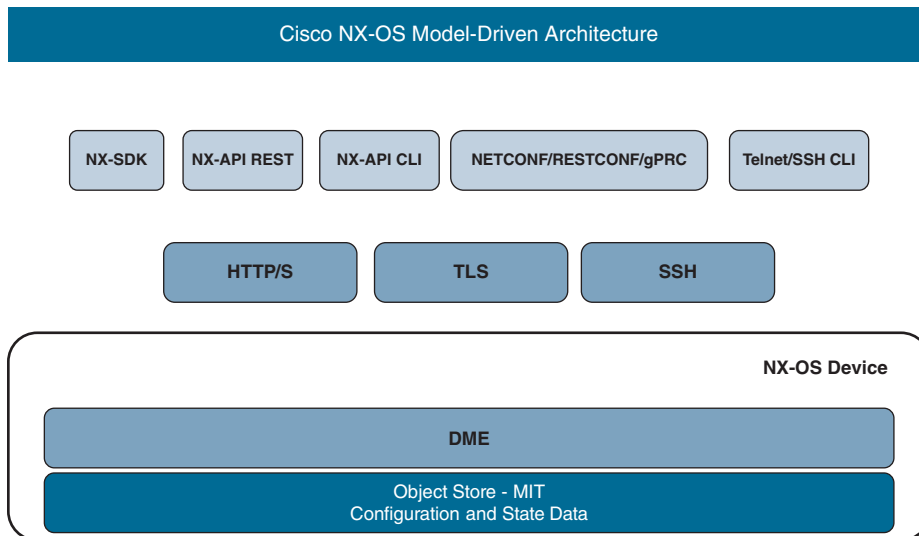 Cisco NX-OS Model-Driven Architecture
NX-SDK
NX-API REST
NX-API CLI
NETCONF/RESTCONF/gPRC
Telnet/SSH CLI
HTTP/S
TLS
SSH
NX-OS Device
DME
Object Store - MIT
Configuration and State Data